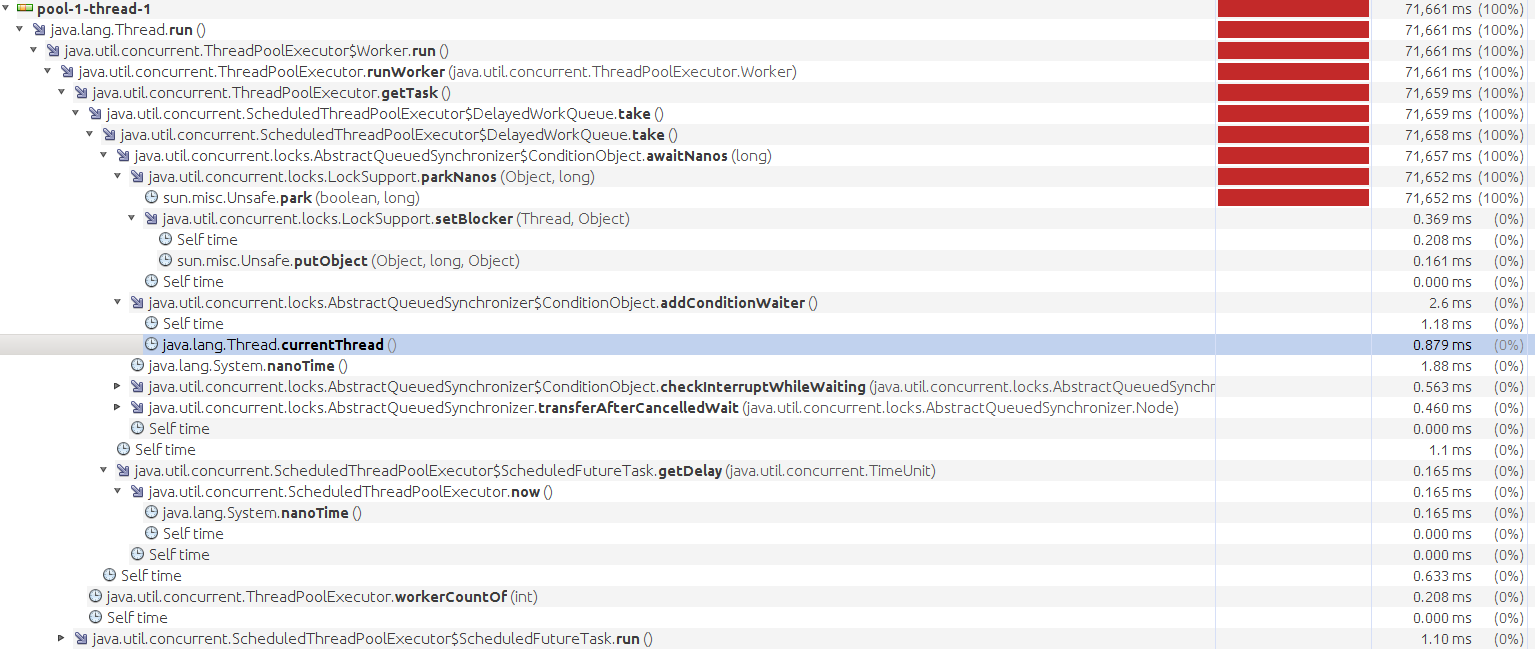 pool-1-thread-1 71,661 ms (100%)
java.lang.Thread.run () 71,661 ms (100%)
java.util.concurrent.ThreadPoolExecutor$Worker.run () 71,661 ms (100%)
java.util.concurrent.ThreadPoolExecutor.runWorker (java.util.concurrent.ThreadPoolExecutor.Worker) 71,661 ms (100%)
java.util.concurrent.ThreadPoolExecutor.getTask () 71,659 ms (100%)
java.util.concurrent.ScheduledThreadPoolExecutor$DelayedWorkQueue.take () 71,659 ms (100%)
java.util.concurrent.ScheduledThreadPoolExecutor$DelayedWorkQueue.take () 71,658 ms (100%)
java.util.concurrent.locks.AbstractQueuedSynchronizer$ConditionObject.awaitNanos (long) 71,657 ms (100%)
java.util.concurrent.locks.LockSupport.parkNanos (Object, long) 71,652 ms (100%)
sun.misc.Unsafe.park (boolean, long) 71,652 ms (100%)
java.util.concurrent.locks.LockSupport.setBlocker (Thread, Object) 0.369 ms (0%)
Self time 0.208 ms (0%)
sun.misc.Unsafe.putObject (Object, long, Object) 0.161 ms (0%)
Self time 0.000 ms (0%)
java.util.concurrent.locks.AbstractQueuedSynchronizer$ConditionObject.addConditionWaiter () 2.6 ms (0%)
Self time 1.18 ms (0%)
java.lang.Thread.currentThread () 0.879 ms (0%)
java.lang.System.nanoTime () 1.88 ms (0%)
java.util.concurrent.locks.AbstractQueuedSynchronizer$ConditionObject.checkInterruptWhileWaiting (java.util.concurrent.locks.AbstractQueuedSynchr 0.563 ms (0%)
java.util.concurrent.locks.AbstractQueuedSynchronizer.transferAfterCancelledWait (java.util.concurrent.locks.AbstractQueuedSynchronizer.Node) 0.460 ms (0%)
Self time 0.000 ms (0%)
Self time 1.1 ms (0%)
java.util.concurrent.ScheduledThreadPoolExecutor$ScheduledFutureTask.getDelay (java.util.concurrent.TimeUnit) 0.165 ms (0%)
java.util.concurrent.ScheduledThreadPoolExecutor.now () 0.165 ms (0%)
java.lang.System.nanoTime () 0.165 ms (0%)
Self time 0.000 ms (0%)
Self time 0.000 ms (0%)
Self time 0.633 ms (0%)
java.util.concurrent.ThreadPoolExecutor.workerCountOf (int) 0.208 ms (0%)
Self time 0.000 ms (0%)
java.util.concurrent.ScheduledThreadPoolExecutor$ScheduledFutureTask.run () 1.10 ms (0%)